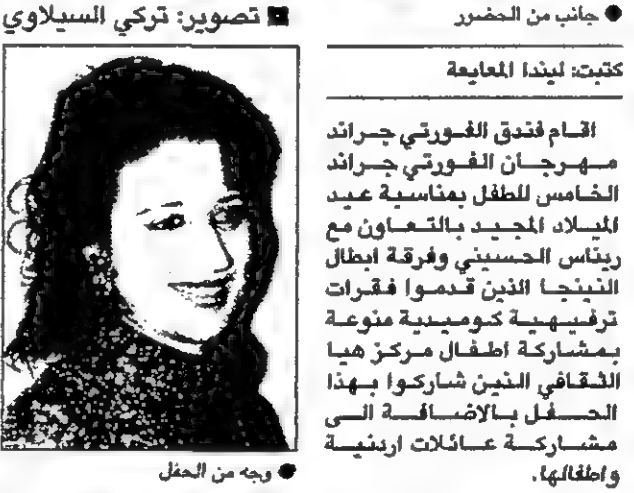 ● جانب من الحضور
■ تصوير: تركي السيلاوي
كتبت: ليندا المعايعة
اقام فندق الفورتي جراند
مهرجان الفورتي جراند
الخامس للطفل بمناسبة عيد
الميلاد المجيد بالتعاون مع
ريناس الحسيني وفرقة ابطال
النينجا الذين قدموا فقرات
ترفيهية كوميدية منوعة
بمشاركة اطفال مركز هيا
الثقافي الذين شاركوا بهذا
الحفل بالاضافة الى
مشاركة عائلات اردنية
واطفالها.
● وجه من الحفل